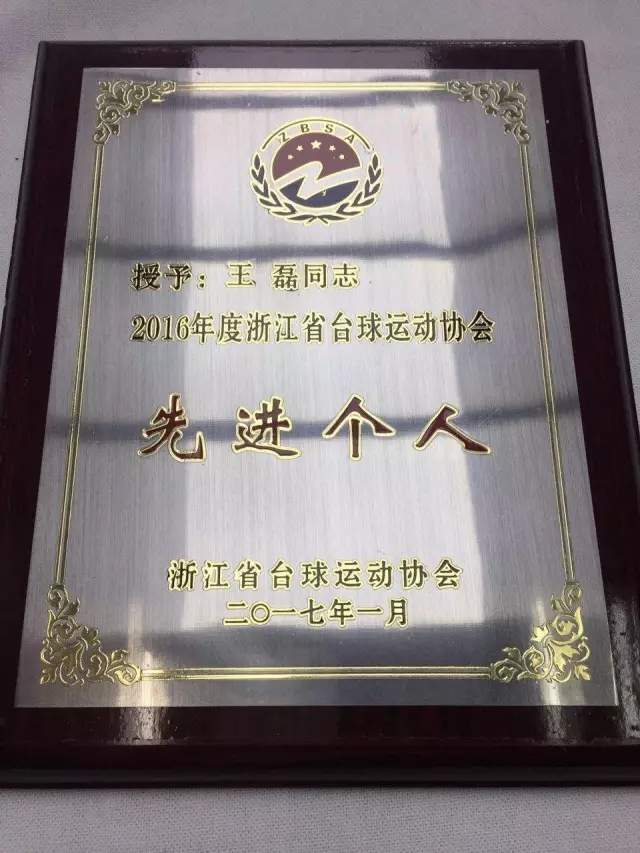 ZBSA
授予：王 磊同志
2016年度浙江省台球运动协会
先进个人
浙江省台球运动协会
二〇一七年一月